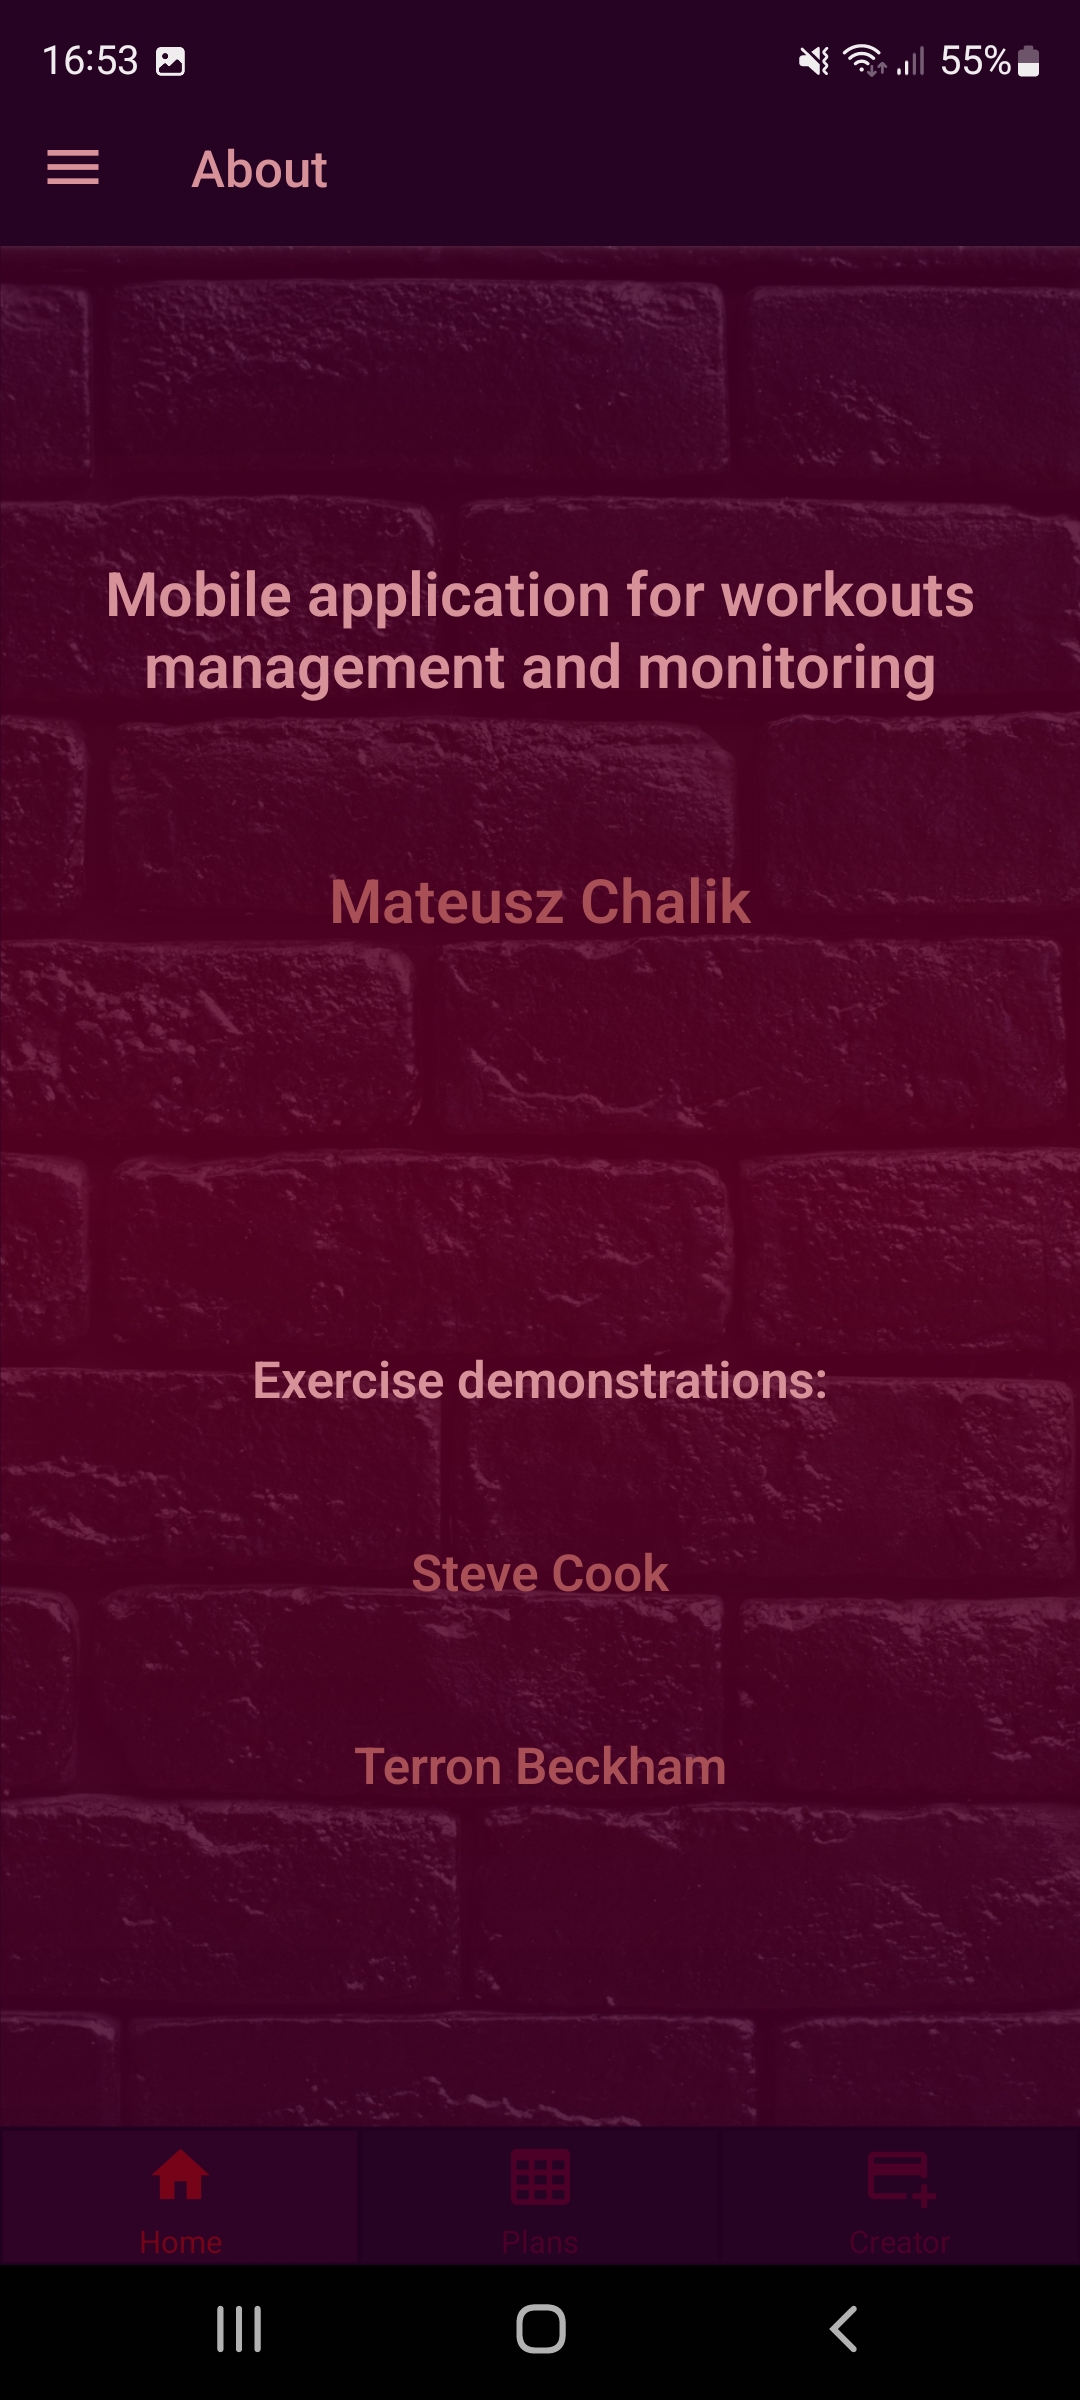 16:53
55%
About
Mobile application for workouts
management and monitoring
Mateusz Chalik
Exercise demonstrations:
Steve Cook
Terron Beckham
Home
Plans
Creator